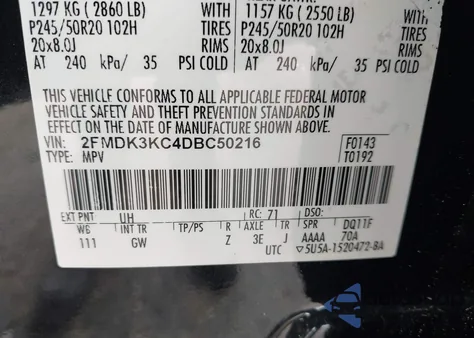 1297 KG ( 2860 LB) 1157 KG ( 2550 LB)
P245/50R20 102H TIRES P245/50R20 102H TIRES
20x8.0J RIMS 20x8.0J RIMS
AT 240 kPa/ 35 PSI COLD AT 240 kPa/ 35 PSI COLD
THIS VEHICLE CONFORMS TO ALL APPLICABLE FEDERAL MOTOR
VEHICLE SAFETY AND THEFT PREVENTION STANDARDS IN
EFFECT ON THE DATE OF MANUFACTURE SHOWN ABOVE.
VIN: 2FMDK3KC4DBC50216 F0143
TYPE: MPV T0192
EXT PNT UH RC: 71 DSO:
WB INT TR TP/PS R AXLE TR SPR DQ11F
111 GW Z 3E J AAAA 70A
UTC ▽5U5A-1520472-BA